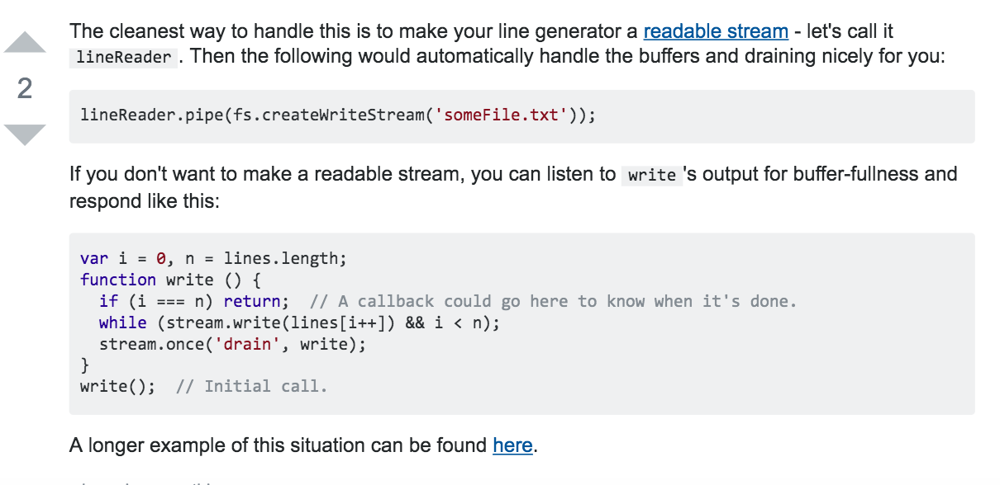 The cleanest way to handle this is to make your line generator a readable stream - let's call it
lineReader . Then the following would automatically handle the buffers and draining nicely for you:
2
lineReader.pipe(fs.createWriteStream('someFile.txt'));
If you don't want to make a readable stream, you can listen to write 's output for buffer-fullness and
respond like this:
var i = 0, n = lines.length;
function write () {
  if (i === n) return;  // A callback could go here to know when it's done.
  while (stream.write(lines[i++]) && i < n);
  stream.once('drain', write);
}
write();  // Initial call.
A longer example of this situation can be found here.